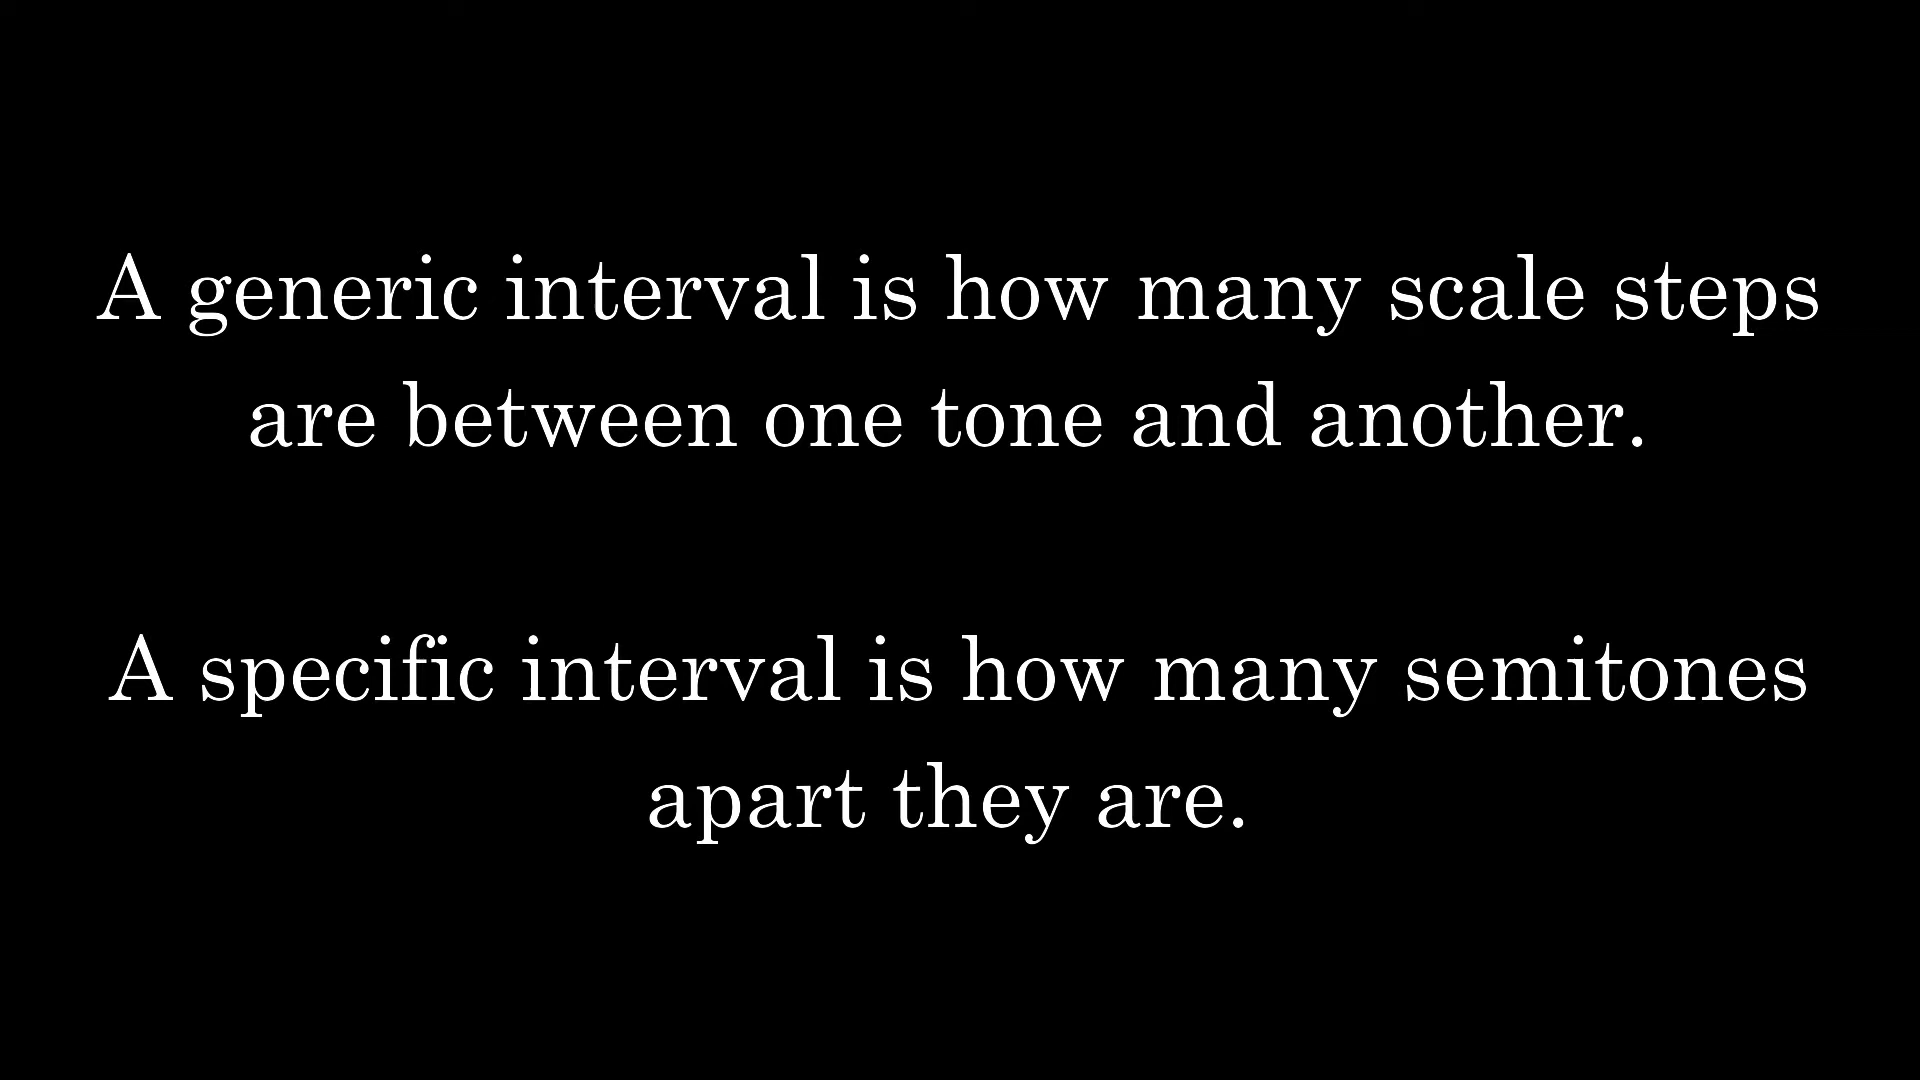 A generic interval is how many scale steps
are between one tone and another.
A specific interval is how many semitones
apart they are.